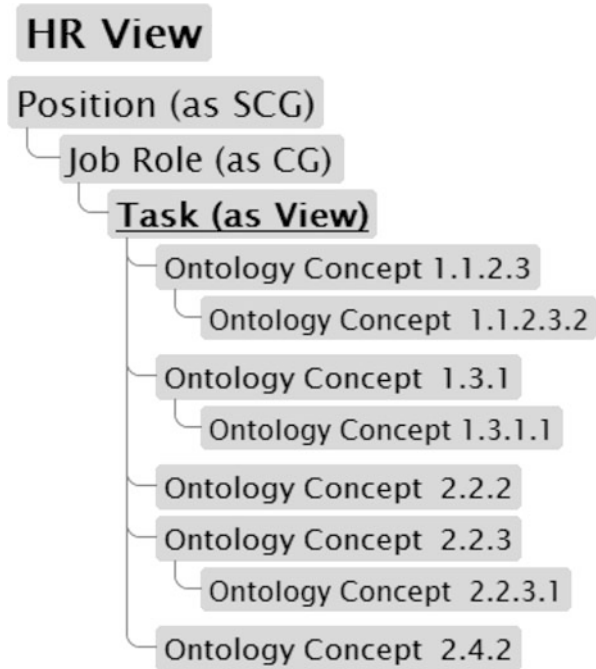 HR View
Position (as SCG)
Job Role (as CG)
Task (as View)
Ontology Concept 1.1.2.3
Ontology Concept 1.1.2.3.2
Ontology Concept 1.3.1
Ontology Concept 1.3.1.1
Ontology Concept 2.2.2
Ontology Concept 2.2.3
Ontology Concept 2.2.3.1
Ontology Concept 2.4.2